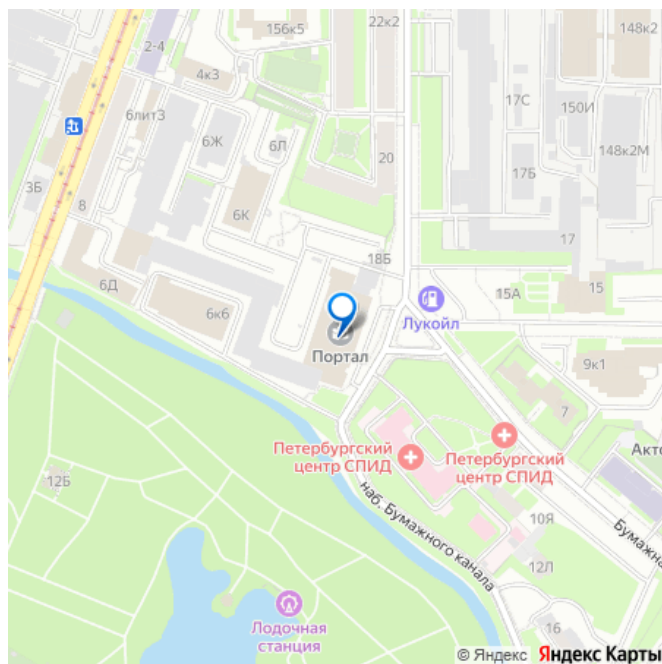 22к2
156к5
148к2
2-4
4к3
17С
150И
6литЗ
6Ж
6Л
148к2М
20
17Б
3Б
8
6К
17
18Б
6Д
15А
15
6к6
Лукойл
Портал
9к1
7
Петербургский
центр СПИД
Петербургский
центр СПИД
Акто
12Б
наб. Бумажного канала
10Я
Бумажна
12Л
16
Лодочная
станция
© Яндекс Яндекс Карты